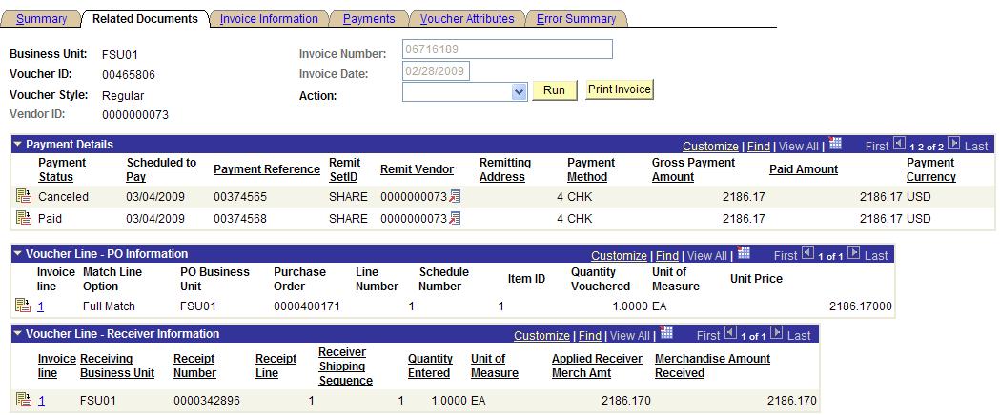 Summary Related Documents Invoice Information Payments Voucher Attributes Error Summary
Business Unit: FSU01 Invoice Number: 06716189
Voucher ID: 00465806 Invoice Date: 02/28/2009
Voucher Style: Regular Action: Run Print Invoice
Vendor ID: 0000000073
Payment Details Customize | Find | View All | First 1-2 of 2 Last
Payment Status Scheduled to Pay Payment Reference Remit SetID Remit Vendor Remitting Address Payment Method Gross Payment Amount Paid Amount Payment Currency
Canceled 03/04/2009 00374565 SHARE 0000000073 4 CHK 2186.17 2186.17 USD
Paid 03/04/2009 00374568 SHARE 0000000073 4 CHK 2186.17 2186.17 USD
Voucher Line - PO Information Customize | Find | View All | First 1 of 1 Last
Invoice line Match Line Option PO Business Unit Purchase Order Line Number Schedule Number Item ID Quantity Vouchered Unit of Measure Unit Price
1 Full Match FSU01 0000400171 1 1 1.0000 EA 2186.17000
Voucher Line - Receiver Information Customize | Find | View All | First 1 of 1 Last
Invoice line Receiving Business Unit Receipt Number Receipt Line Receiver Shipping Sequence Quantity Entered Unit of Measure Applied Receiver Merch Amt Merchandise Amount Received
1 FSU01 0000342896 1 1 1.0000 EA 2186.170 2186.170